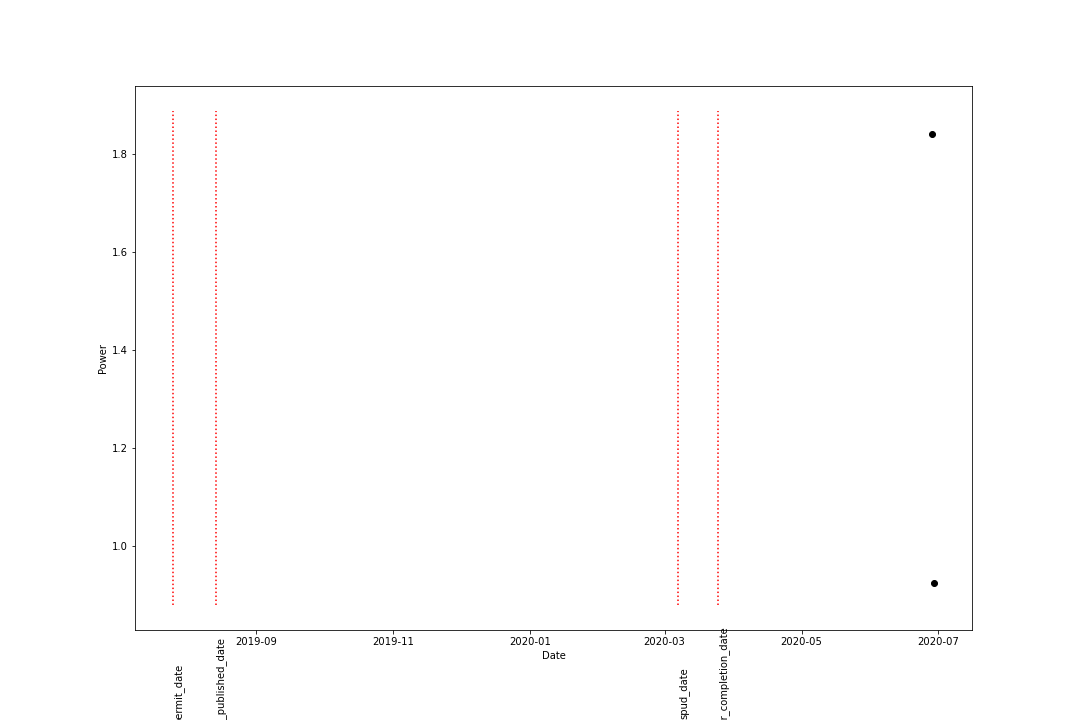 Power
1.8
1.6
1.4
1.2
1.0
2019-09
2019-11
2020-01
2020-03
2020-05
2020-07
Date
ermit_date
_published_date
spud_date
r_completion_date